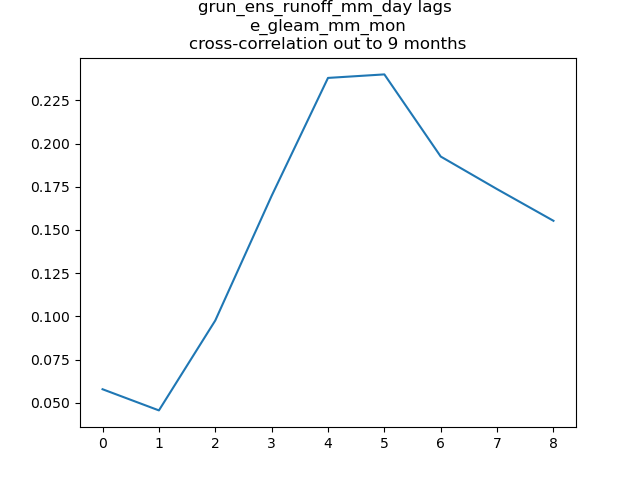 grun_ens_runoff_mm_day lags
e_gleam_mm_mon
cross-correlation out to 9 months
0.225
0.200
0.175
0.150
0.125
0.100
0.075
0.050
0 1 2 3 4 5 6 7 8